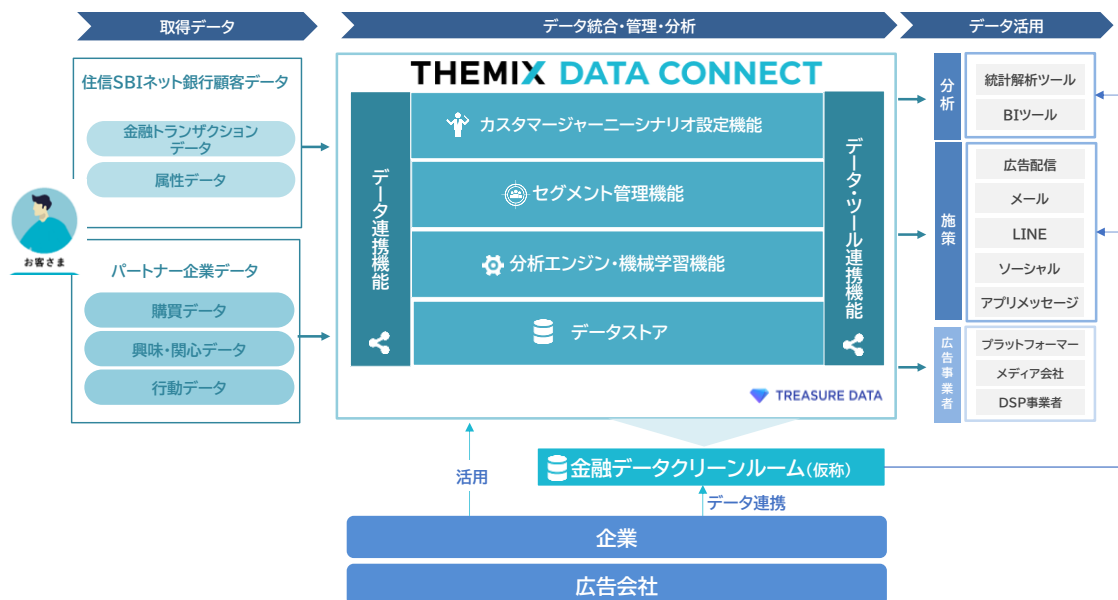 取得データ
データ統合・管理・分析
データ活用
住信SBIネット銀行顧客データ
金融トランザクション
データ
属性データ
お客さま
パートナー企業データ
購買データ
興味・関心データ
行動データ
THEMIX DATA CONNECT
データ連携機能
カスタマージャーニーシナリオ設定機能
セグメント管理機能
分析エンジン・機械学習機能
データストア
データ・ツール連携機能
TREASURE DATA
分析
統計解析ツール
BIツール
施策
広告配信
メール
LINE
ソーシャル
アプリメッセージ
広告事業者
プラットフォーマー
メディア会社
DSP事業者
金融データクリーンルーム(仮称)
活用
データ連携
企業
広告会社